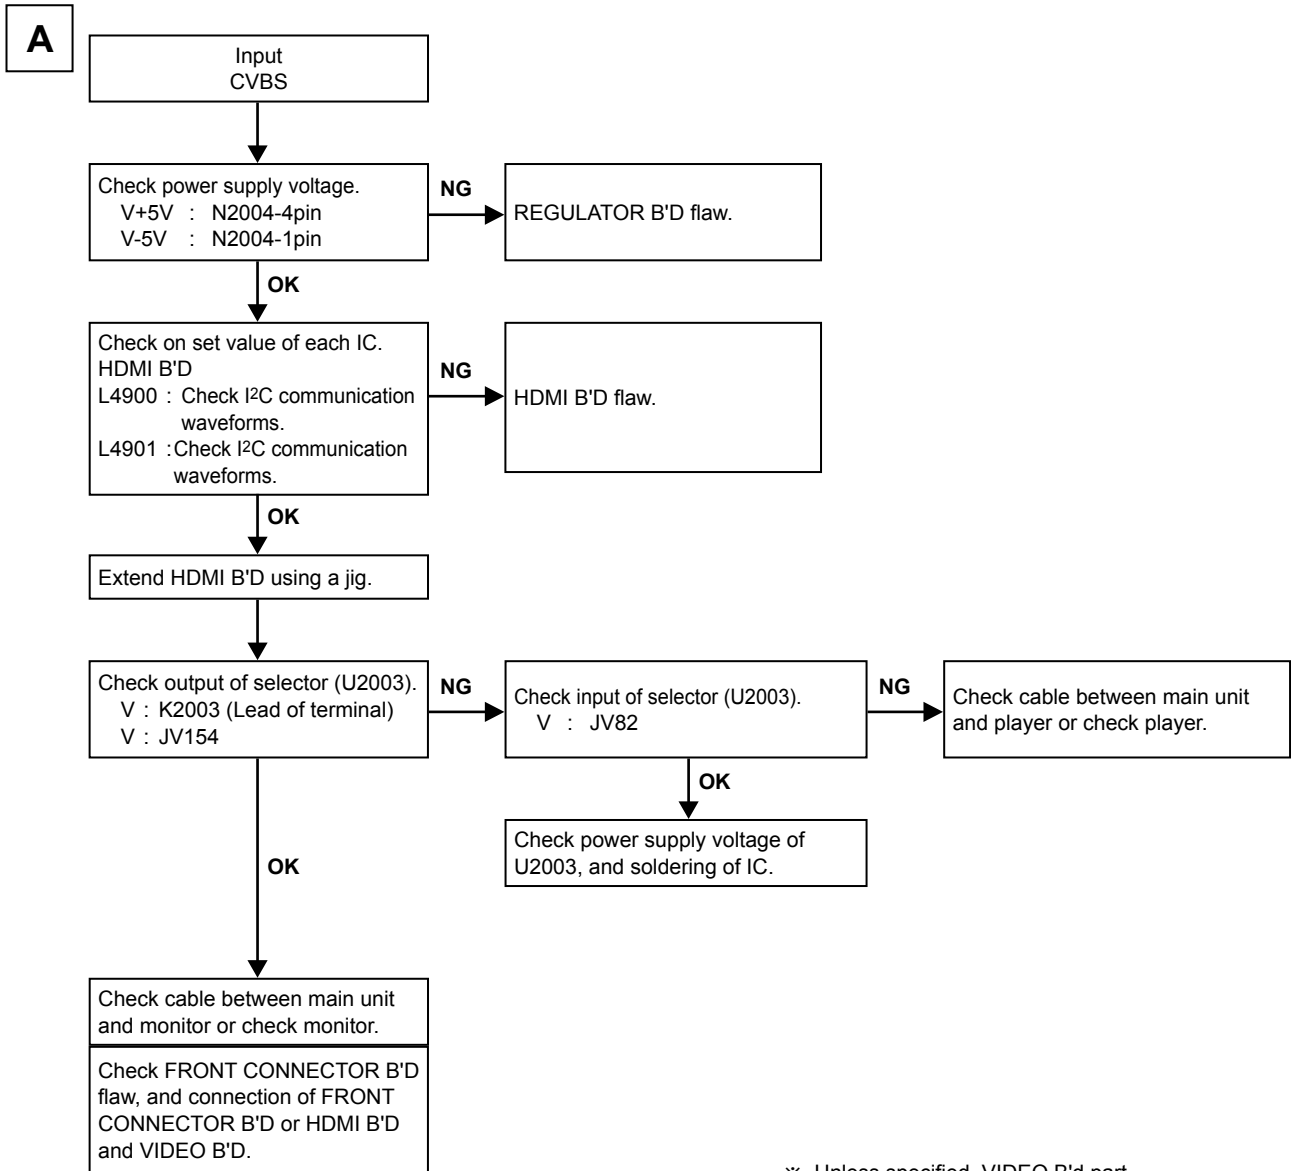 A
Input
CVBS
Check power supply voltage.
V+5V : N2004-4pin
V-5V : N2004-1pin
NG
REGULATOR B'D flaw.
OK
Check on set value of each IC.
HDMI B'D
L4900 : Check I2C communication
waveforms.
L4901 :Check I2C communication
waveforms.
NG
HDMI B'D flaw.
OK
Extend HDMI B'D using a jig.
Check output of selector (U2003).
V : K2003 (Lead of terminal)
V : JV154
NG
Check input of selector (U2003).
V : JV82
NG
Check cable between main unit
and player or check player.
OK
Check power supply voltage of
U2003, and soldering of IC.
OK
Check cable between main unit
and monitor or check monitor.
Check FRONT CONNECTOR B'D
flaw, and connection of FRONT
CONNECTOR B'D or HDMI B'D
and VIDEO B'D.
※ Unless specified, VIDEO B'd part